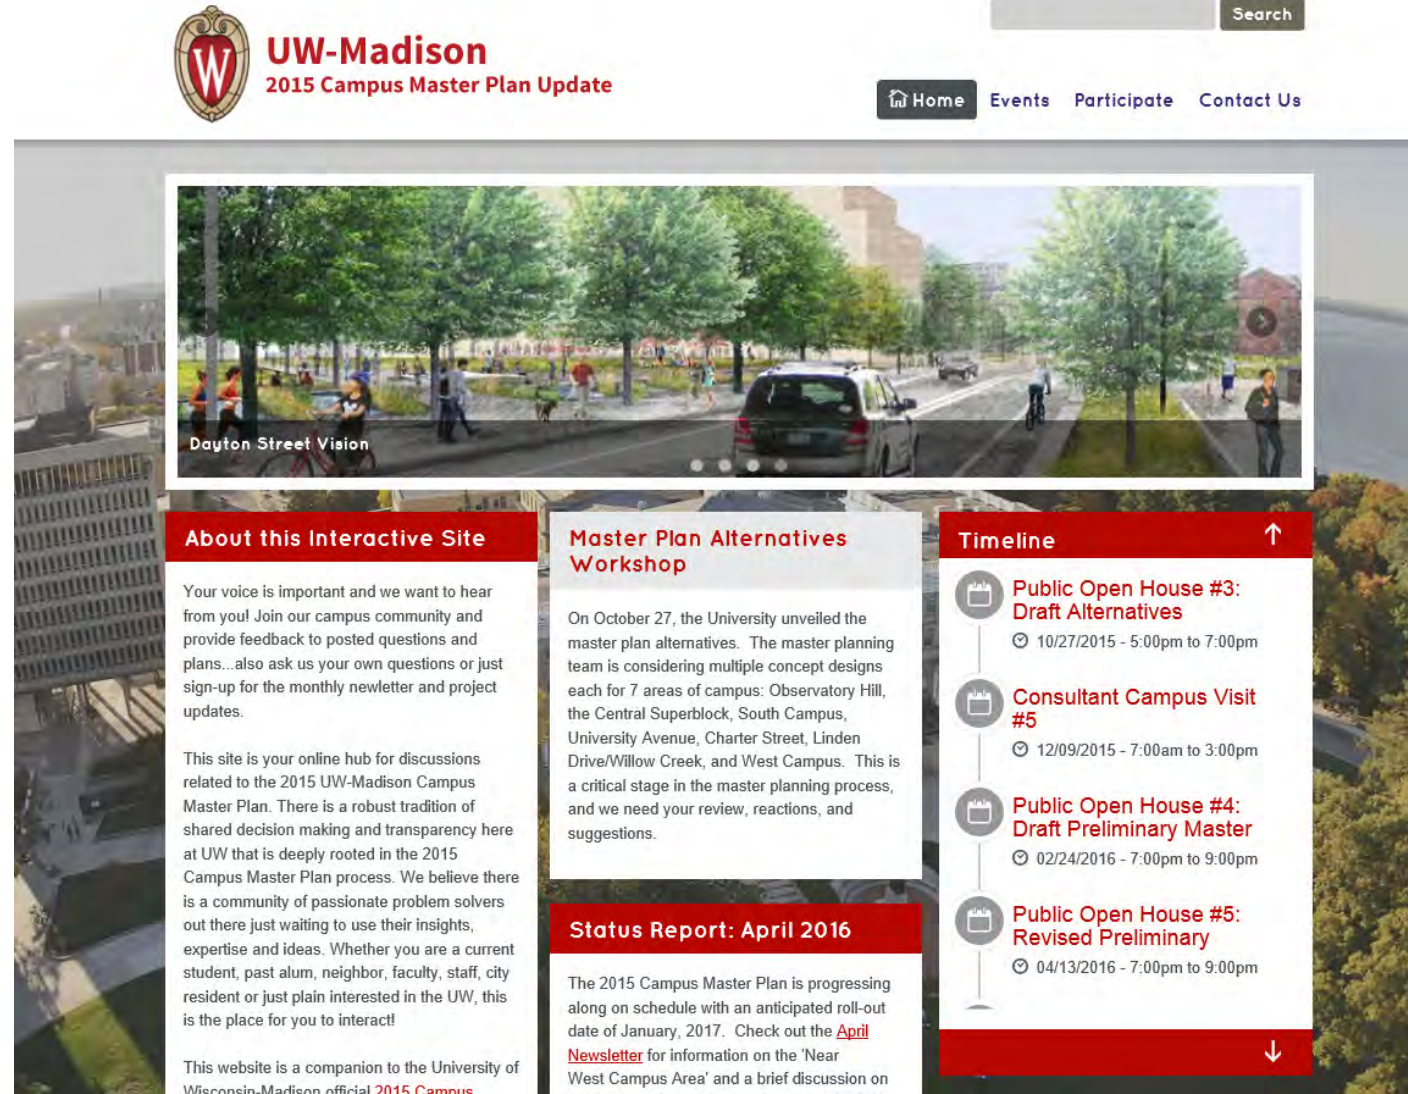 Search
W
UW-Madison
2015 Campus Master Plan Update
Home Events Participate Contact Us
Dayton Street Vision
About this Interactive Site
Your voice is important and we want to hear
from you! Join our campus community and
provide feedback to posted questions and
plans...also ask us your own questions or just
sign-up for the monthly newletter and project
updates.
This site is your online hub for discussions
related to the 2015 UW-Madison Campus
Master Plan. There is a robust tradition of
shared decision making and transparency here
at UW that is deeply rooted in the 2015
Campus Master Plan process. We believe there
is a community of passionate problem solvers
out there just waiting to use their insights,
expertise and ideas. Whether you are a current
student, past alum, neighbor, faculty, staff, city
resident or just plain interested in the UW, this
is the place for you to interact!
This website is a companion to the University of
Wisconsin-Madison official 2015 Campus
Master Plan Alternatives
Workshop
On October 27, the University unveiled the
master plan alternatives. The master planning
team is considering multiple concept designs
each for 7 areas of campus: Observatory Hill,
the Central Superblock, South Campus,
University Avenue, Charter Street, Linden
Drive/Willow Creek, and West Campus. This is
a critical stage in the master planning process,
and we need your review, reactions, and
suggestions.
Status Report: April 2016
The 2015 Campus Master Plan is progressing
along on schedule with an anticipated roll-out
date of January, 2017. Check out the April
Newsletter for information on the 'Near
West Campus Area' and a brief discussion on
Timeline
Public Open House #3:
Draft Alternatives
10/27/2015 - 5:00pm to 7:00pm
Consultant Campus Visit
#5
12/09/2015 - 7:00am to 3:00pm
Public Open House #4:
Draft Preliminary Master
02/24/2016 - 7:00pm to 9:00pm
Public Open House #5:
Revised Preliminary
04/13/2016 - 7:00pm to 9:00pm